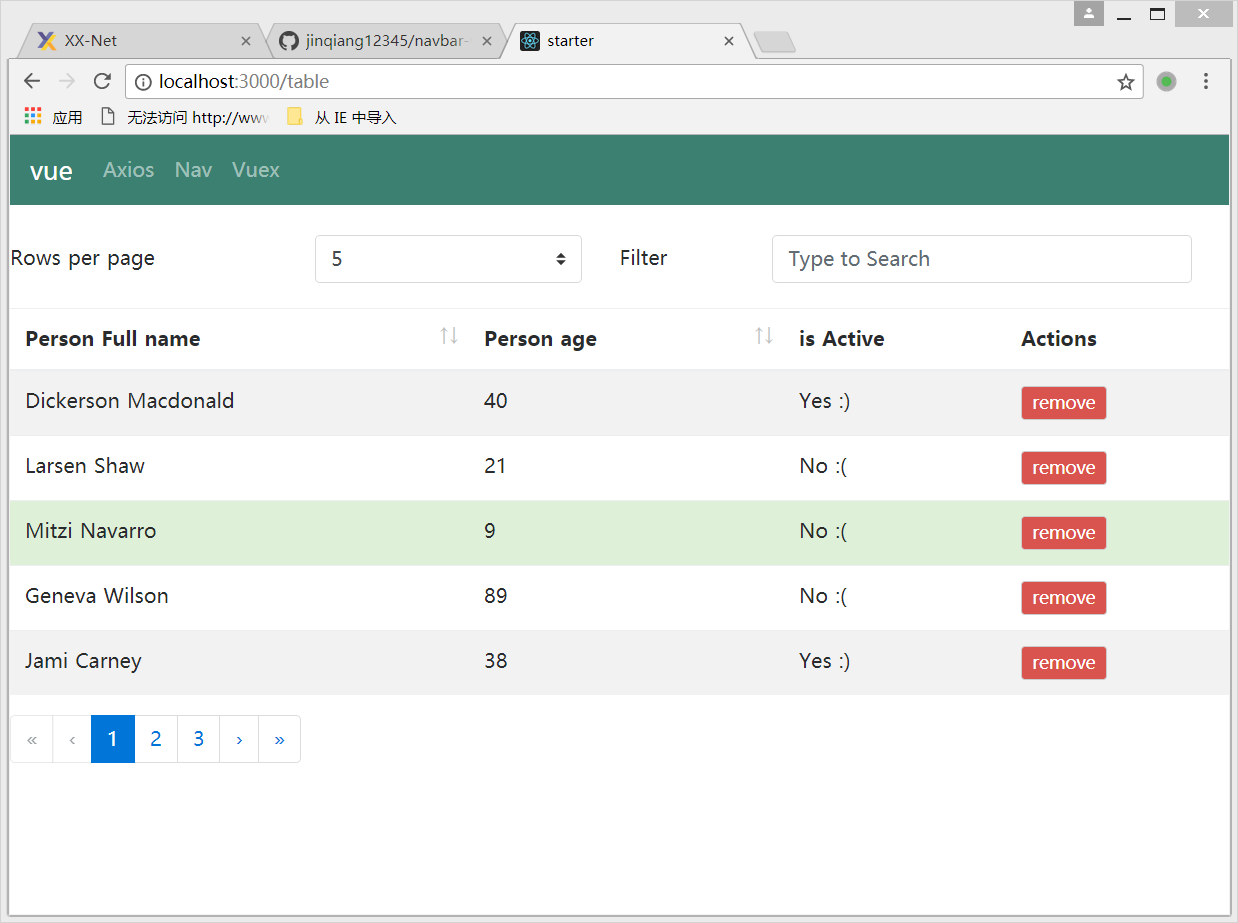 XX-Net
jinqiang12345/navbar-
starter
localhost:3000/table
应用
无法访问 http://www
从 IE 中导入
vue Axios Nav Vuex
Rows per page 5 Filter Type to Search
Person Full name Person age is Active Actions
Dickerson Macdonald 40 Yes :) remove
Larsen Shaw 21 No :( remove
Mitzi Navarro 9 No :( remove
Geneva Wilson 89 No :( remove
Jami Carney 38 Yes :) remove
« ‹ 1 2 3 › »